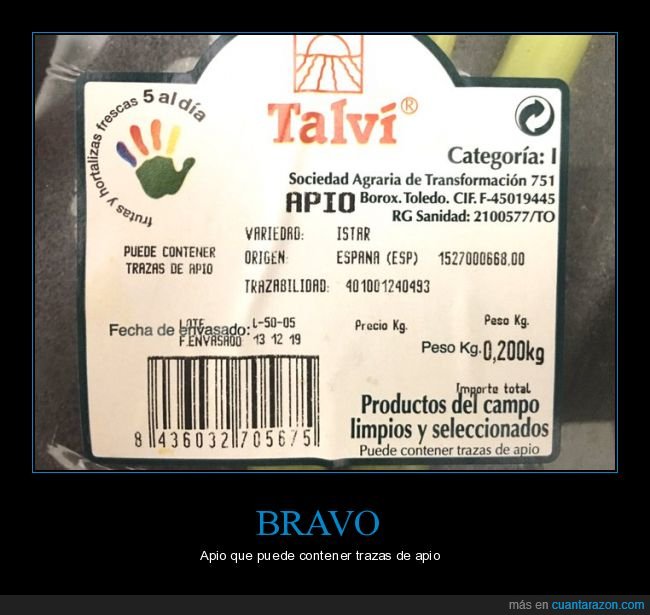 frutas y hortalizas frescas 5 al día
Talví®
Categoría: I
Sociedad Agraria de Transformación 751
APIO Borox. Toledo. CIF. F-45019445
RG Sanidad: 2100577/TO
VARIEDAD: ISTAR
PUEDE CONTENER
TRAZAS DE APIO
ORIGEN: ESPANA (ESP) 1527000668,00
TRAZABILIDAD: 401001240493
Fecha de envasado:
LOTE L-50-05
F.ENVASADO 13 12 19
Precio Kg. Peso Kg.
Peso Kg. 0,200kg
Importe total
Productos del campo
limpios y seleccionados
Puede contener trazas de apio
8 436032 705675
BRAVO
Apio que puede contener trazas de apio
más en cuantarazon.com